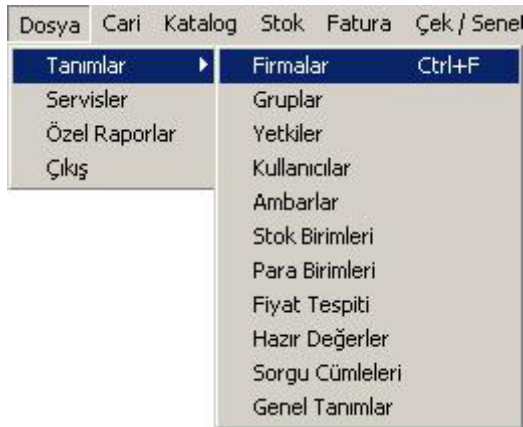 Dosya Cari Katalog Stok Fatura Çek / Senet
Tanımlar
Servisler
Özel Raporlar
Çıkış
Firmalar Ctrl+F
Gruplar
Yetkiler
Kullanıcılar
Ambarlar
Stok Birimleri
Para Birimleri
Fiyat Tespiti
Hazır Değerler
Sorgu Cümleleri
Genel Tanımlar